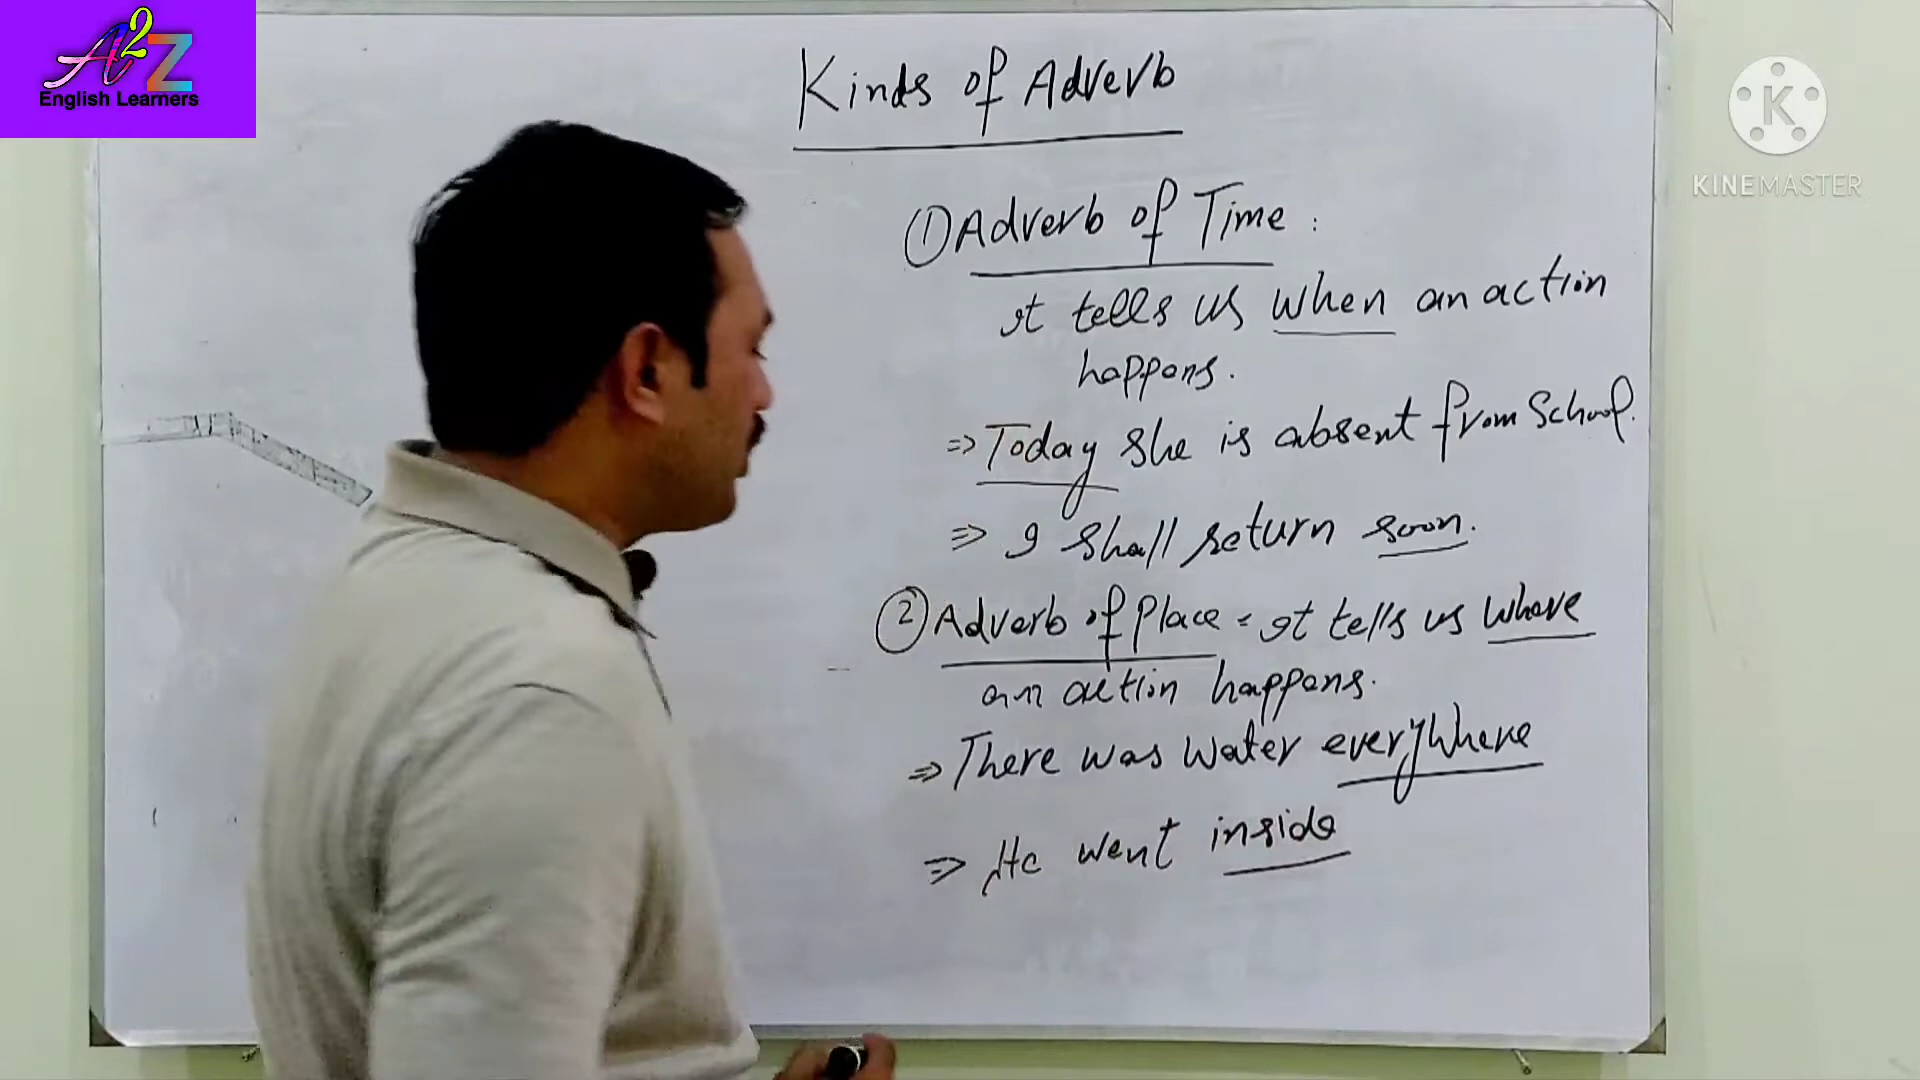 A2Z
English Learners
KINEMASTER
Kinds of Adverb
① Adverb of Time :
It tells us when an action
happens.
⇒ Today she is absent from School.
⇒ I shall return soon.
② Adverb of Place = It tells us where
an action happens.
⇒ There was water everywhere
⇒ He went inside